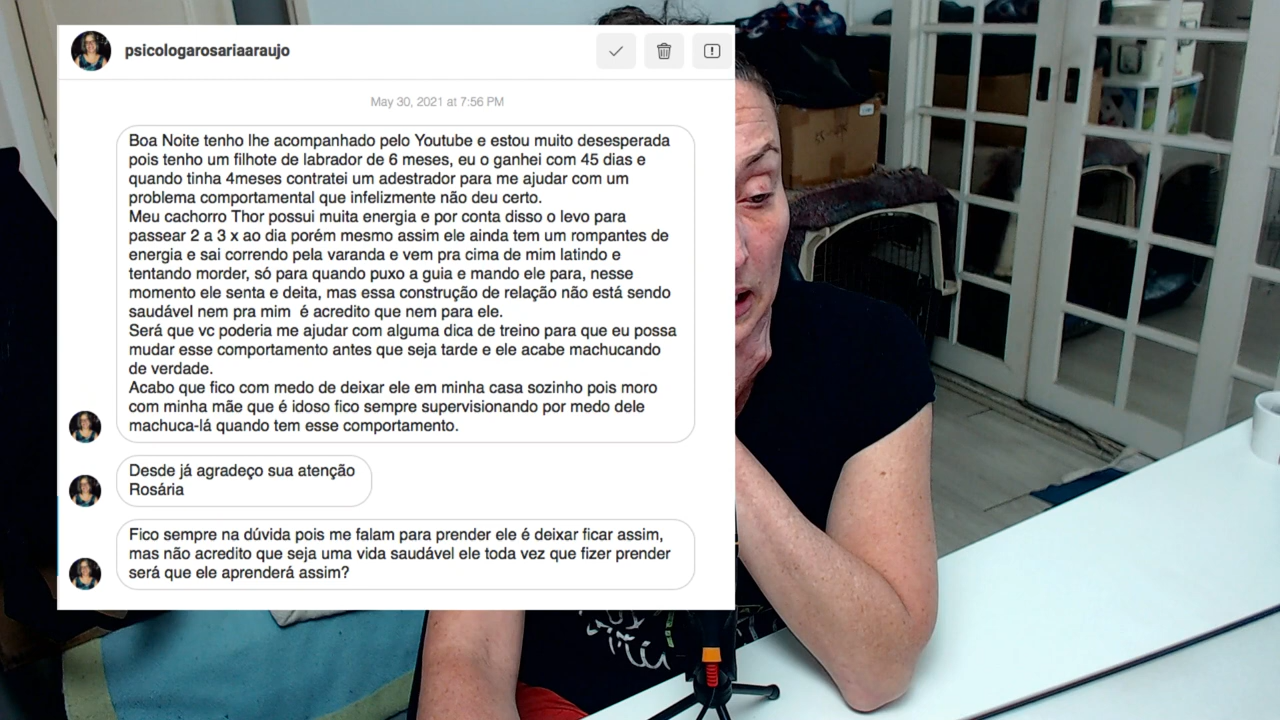 psicologarosariaaraujo
May 30, 2021 at 7:56 PM
Boa Noite tenho lhe acompanhado pelo Youtube e estou muito desesperada
pois tenho um filhote de labrador de 6 meses, eu o ganhei com 45 dias e
quando tinha 4meses contratei um adestrador para me ajudar com um
problema comportamental que infelizmente não deu certo.
Meu cachorro Thor possui muita energia e por conta disso o levo para
passear 2 a 3 x ao dia porém mesmo assim ele ainda tem um rompantes de
energia e sai correndo pela varanda e vem pra cima de mim latindo e
tentando morder, só para quando puxo a guia e mando ele para, nesse
momento ele senta e deita, mas essa construção de relação não está sendo
saudável nem pra mim  é acredito que nem para ele.
Será que vc poderia me ajudar com alguma dica de treino para que eu possa
mudar esse comportamento antes que seja tarde e ele acabe machucando
de verdade.
Acabo que fico com medo de deixar ele em minha casa sozinho pois moro
com minha mãe que é idoso fico sempre supervisionando por medo dele
machuca-lá quando tem esse comportamento.
Desde já agradeço sua atenção
Rosária
Fico sempre na dúvida pois me falam para prender ele é deixar ficar assim,
mas não acredito que seja uma vida saudável ele toda vez que fizer prender
será que ele aprenderá assim?